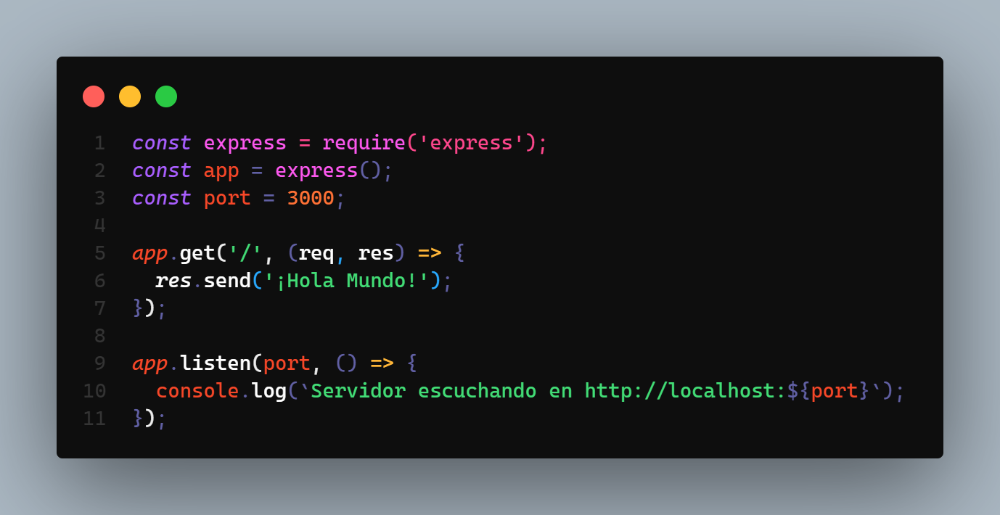 1 const express = require('express');
2 const app = express();
3 const port = 3000;
4
5 app.get('/', (req, res) => {
6   res.send('¡Hola Mundo!');
7 });
8
9 app.listen(port, () => {
10   console.log(`Servidor escuchando en http://localhost:${port}`);
11 });